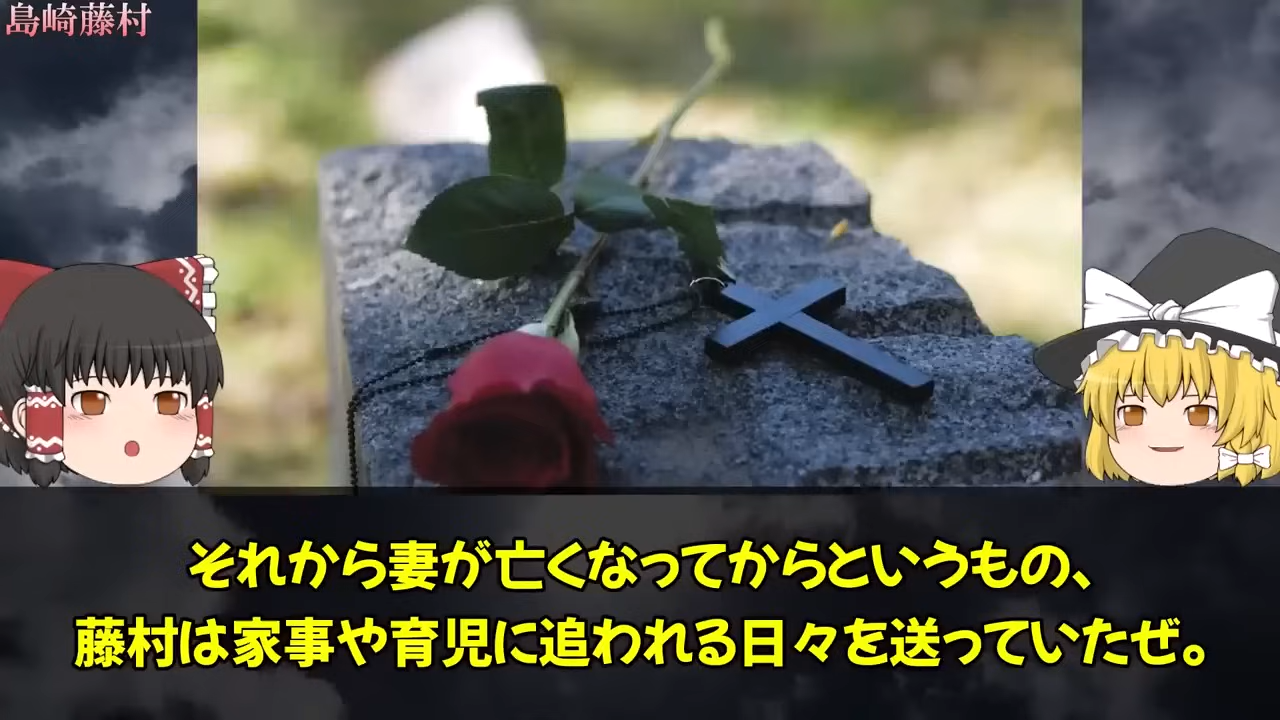 島崎藤村
それから妻が亡くなってからというもの、
藤村は家事や育児に追われる日々を送っていたぜ。